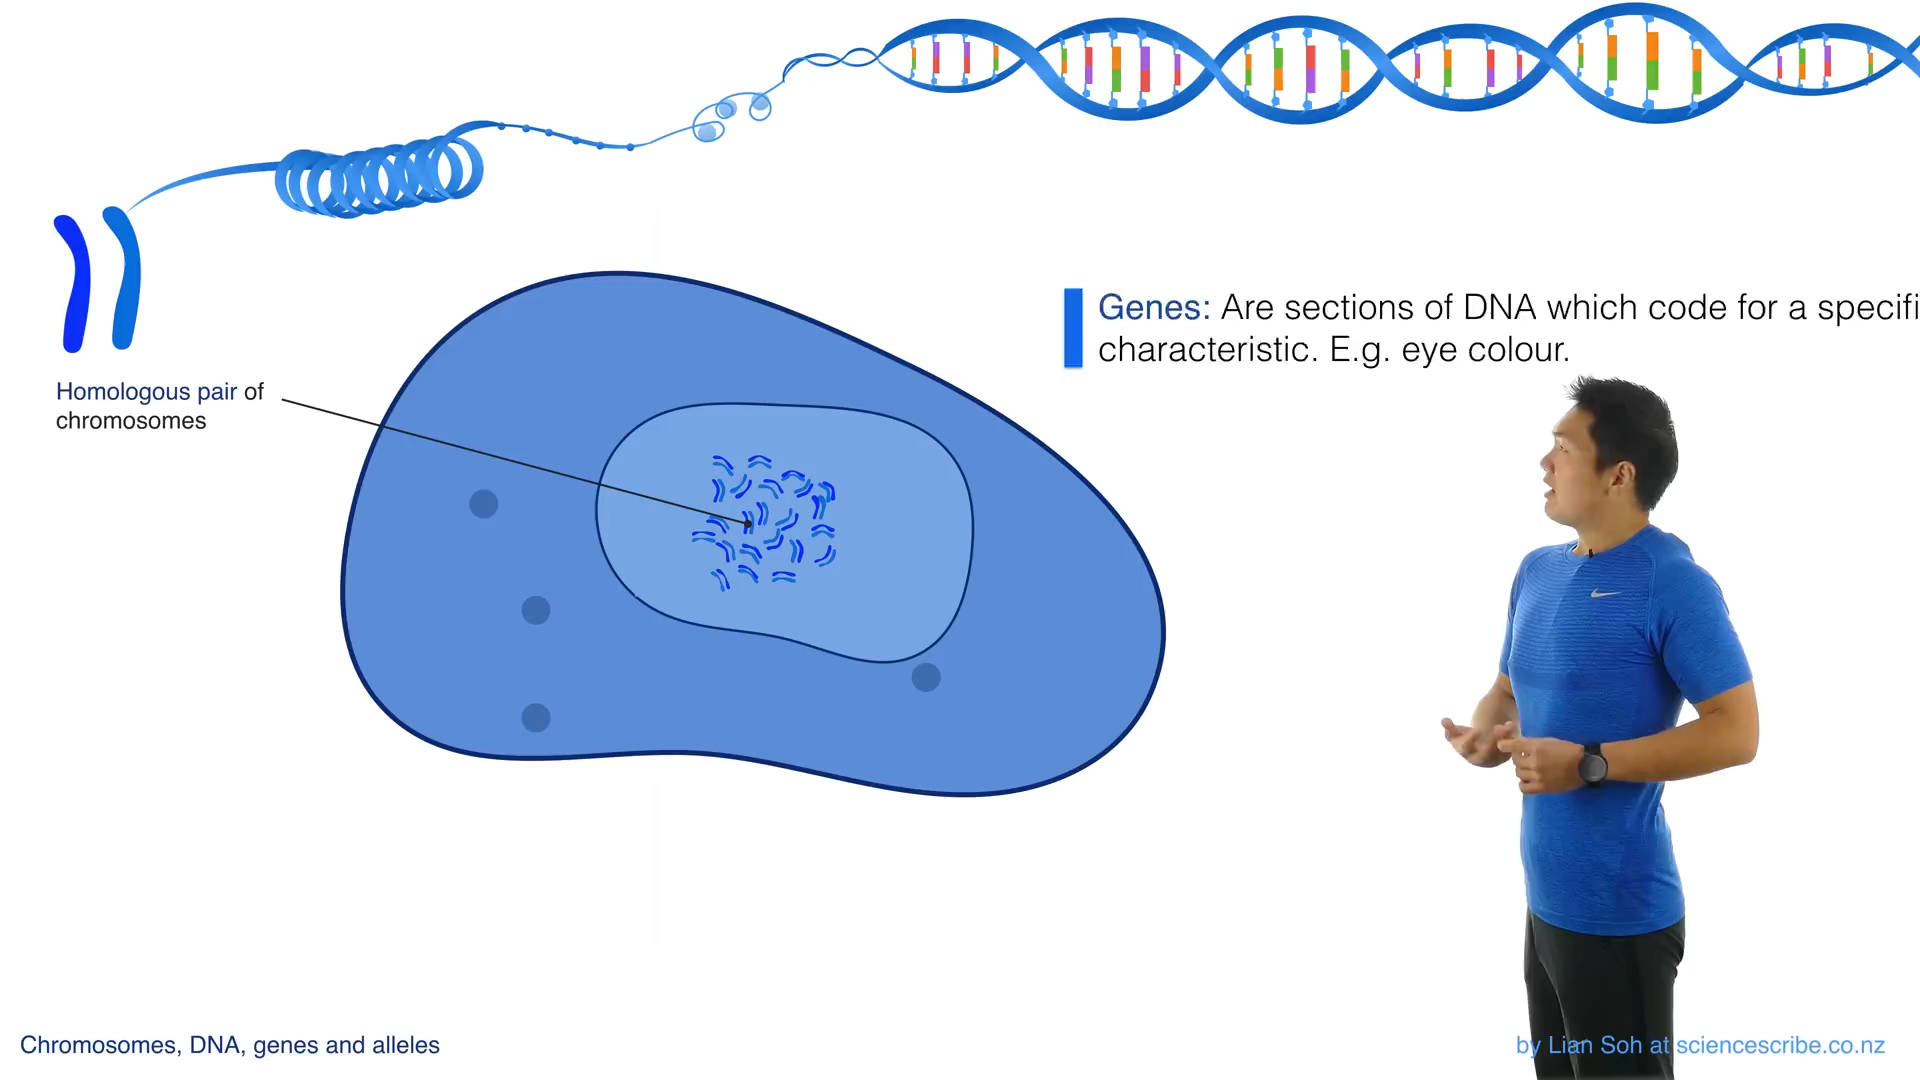 Genes: Are sections of DNA which code for a specifi
characteristic. E.g. eye colour.
Homologous pair of
chromosomes
Chromosomes, DNA, genes and alleles
by Lian Soh at sciencescribe.co.nz